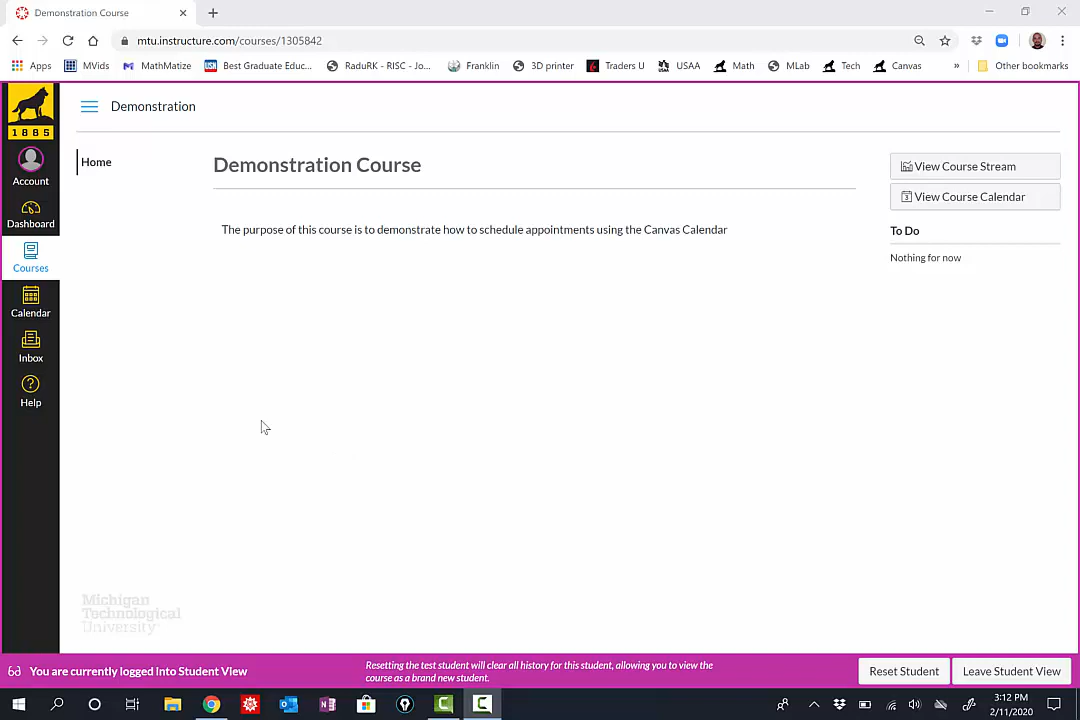 Demonstration Course
mtu.instructure.com/courses/1305842
Apps MVids MathMatize Best Graduate Educ... RaduRK - RISC - Jo... Franklin 3D printer Traders U USAA Math MLab Tech Canvas » Other bookmarks
1885
Demonstration
Account
Dashboard
Courses
Calendar
Inbox
Help
Home
Demonstration Course
The purpose of this course is to demonstrate how to schedule appointments using the Canvas Calendar
View Course Stream
View Course Calendar
To Do
Nothing for now
Michigan
Technological
University
You are currently logged into Student View
Resetting the test student will clear all history for this student, allowing you to view the
course as a brand new student.
Reset Student
Leave Student View
3:12 PM
2/11/2020